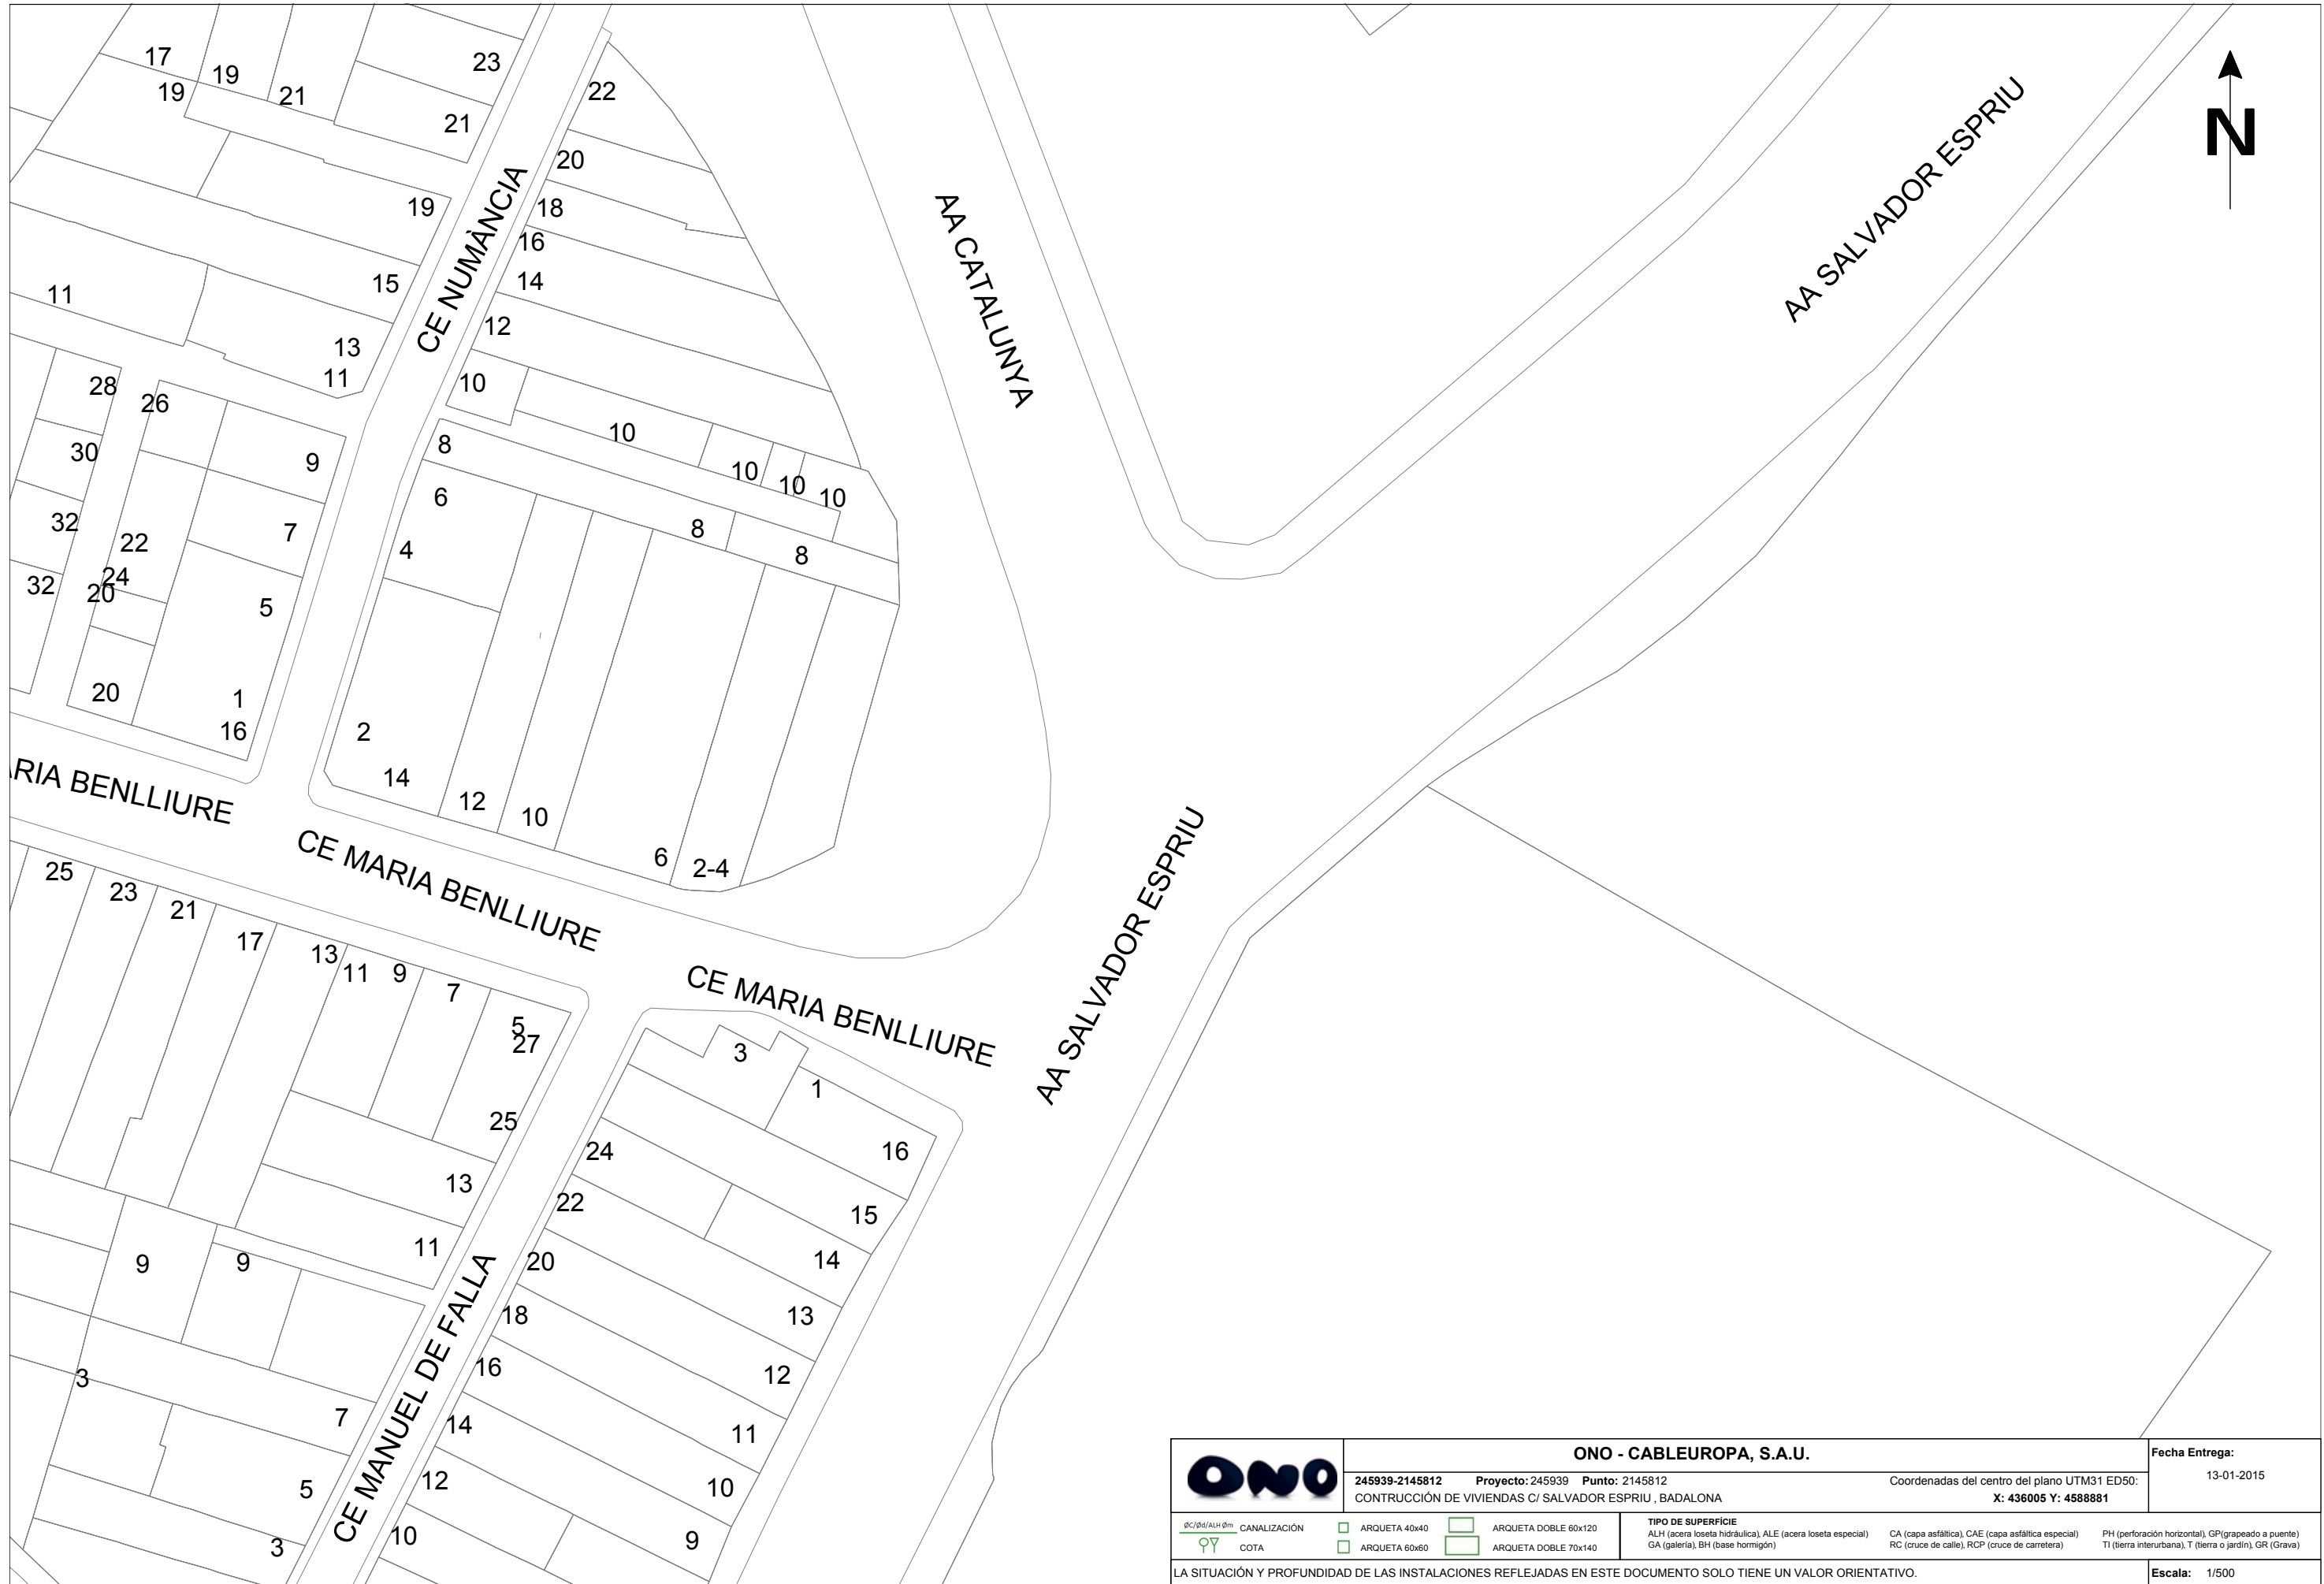 17
19
19
21
23
21
22
20
18
16
14
12
10
19
15
13
11
11
CE NUMÀNCIA
AA CATALUNYA
AA SALVADOR ESPRIU
N
28
26
30
32
32
22
24
20
20
9
7
5
1
16
10
10
10
10
8
8
8
6
4
2
14
12
10
6
2-4
ARIA BENLLIURE
CE MARIA BENLLIURE
CE MARIA BENLLIURE
AA SALVADOR ESPRIU
25
23
21
17
13
11
9
7
5
27
25
13
11
9
9
3
7
5
3
CE MANUEL DE FALLA
3
1
16
15
14
13
12
11
10
9
24
22
20
18
16
14
12
10
ONO
ONO - CABLEUROPA, S.A.U.
245939-2145812 Proyecto: 245939 Punto: 2145812
CONTRUCCIÓN DE VIVIENDAS C/ SALVADOR ESPRIU , BADALONA
Coordenadas del centro del plano UTM31 ED50:
X: 436005 Y: 4588881
Fecha Entrega:
13-01-2015
ØC/Ød/ALH Øm CANALIZACIÓN
COTA
ARQUETA 40x40
ARQUETA 60x60
ARQUETA DOBLE 60x120
ARQUETA DOBLE 70x140
TIPO DE SUPERFÍCIE
ALH (acera loseta hidráulica), ALE (acera loseta especial)
GA (galería), BH (base hormigón)
CA (capa asfáltica), CAE (capa asfáltica especial)
RC (cruce de calle), RCP (cruce de carretera)
PH (perforación horizontal), GP(grapeado a puente)
TI (tierra interurbana), T (tierra o jardín), GR (Grava)
LA SITUACIÓN Y PROFUNDIDAD DE LAS INSTALACIONES REFLEJADAS EN ESTE DOCUMENTO SOLO TIENE UN VALOR ORIENTATIVO.
Escala: 1/500